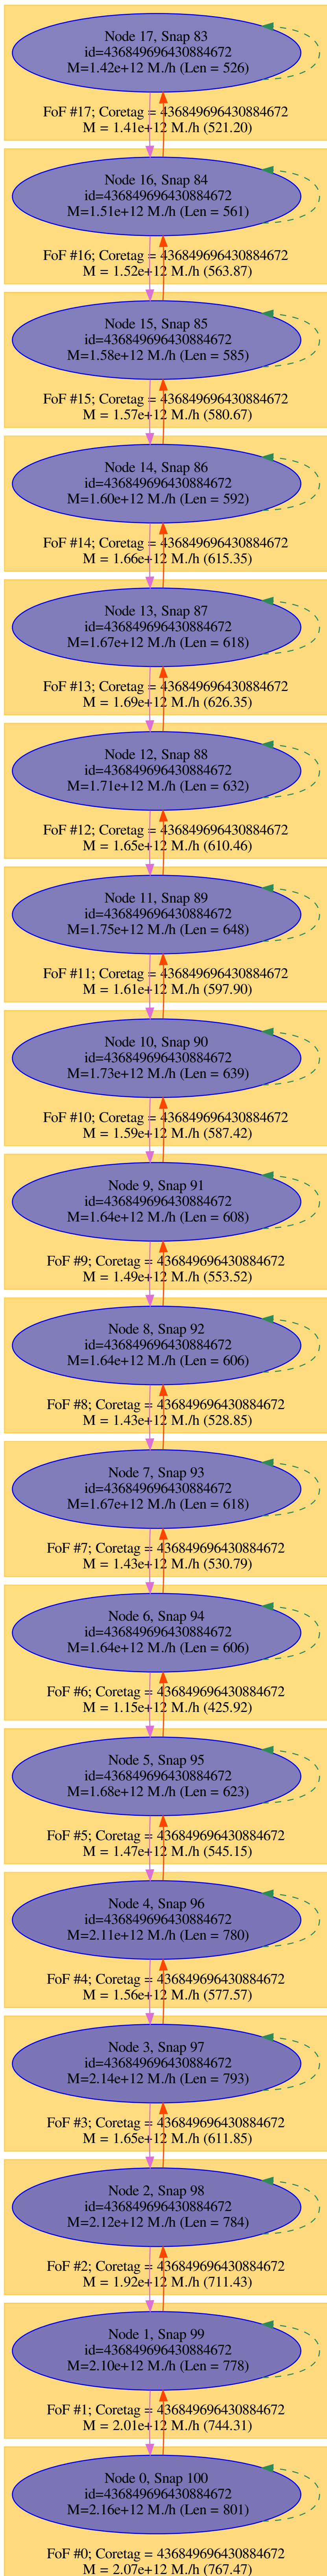 Node 17, Snap 83
id=436849696430884672
M=1.42e+12 M./h (Len = 526)
FoF #17; Coretag = 436849696430884672
M = 1.41e+12 M./h (521.20)
Node 16, Snap 84
id=436849696430884672
M=1.51e+12 M./h (Len = 561)
FoF #16; Coretag = 436849696430884672
M = 1.52e+12 M./h (563.87)
Node 15, Snap 85
id=436849696430884672
M=1.58e+12 M./h (Len = 585)
FoF #15; Coretag = 436849696430884672
M = 1.57e+12 M./h (580.67)
Node 14, Snap 86
id=436849696430884672
M=1.60e+12 M./h (Len = 592)
FoF #14; Coretag = 436849696430884672
M = 1.66e+12 M./h (615.35)
Node 13, Snap 87
id=436849696430884672
M=1.67e+12 M./h (Len = 618)
FoF #13; Coretag = 436849696430884672
M = 1.69e+12 M./h (626.35)
Node 12, Snap 88
id=436849696430884672
M=1.71e+12 M./h (Len = 632)
FoF #12; Coretag = 436849696430884672
M = 1.65e+12 M./h (610.46)
Node 11, Snap 89
id=436849696430884672
M=1.75e+12 M./h (Len = 648)
FoF #11; Coretag = 436849696430884672
M = 1.61e+12 M./h (597.90)
Node 10, Snap 90
id=436849696430884672
M=1.73e+12 M./h (Len = 639)
FoF #10; Coretag = 436849696430884672
M = 1.59e+12 M./h (587.42)
Node 9, Snap 91
id=436849696430884672
M=1.64e+12 M./h (Len = 608)
FoF #9; Coretag = 436849696430884672
M = 1.49e+12 M./h (553.52)
Node 8, Snap 92
id=436849696430884672
M=1.64e+12 M./h (Len = 606)
FoF #8; Coretag = 436849696430884672
M = 1.43e+12 M./h (528.85)
Node 7, Snap 93
id=436849696430884672
M=1.67e+12 M./h (Len = 618)
FoF #7; Coretag = 436849696430884672
M = 1.43e+12 M./h (530.79)
Node 6, Snap 94
id=436849696430884672
M=1.64e+12 M./h (Len = 606)
FoF #6; Coretag = 436849696430884672
M = 1.15e+12 M./h (425.92)
Node 5, Snap 95
id=436849696430884672
M=1.68e+12 M./h (Len = 623)
FoF #5; Coretag = 436849696430884672
M = 1.47e+12 M./h (545.15)
Node 4, Snap 96
id=436849696430884672
M=2.11e+12 M./h (Len = 780)
FoF #4; Coretag = 436849696430884672
M = 1.56e+12 M./h (577.57)
Node 3, Snap 97
id=436849696430884672
M=2.14e+12 M./h (Len = 793)
FoF #3; Coretag = 436849696430884672
M = 1.65e+12 M./h (611.85)
Node 2, Snap 98
id=436849696430884672
M=2.12e+12 M./h (Len = 784)
FoF #2; Coretag = 436849696430884672
M = 1.92e+12 M./h (711.43)
Node 1, Snap 99
id=436849696430884672
M=2.10e+12 M./h (Len = 778)
FoF #1; Coretag = 436849696430884672
M = 2.01e+12 M./h (744.31)
Node 0, Snap 100
id=436849696430884672
M=2.16e+12 M./h (Len = 801)
FoF #0; Coretag = 436849696430884672
M = 2.07e+12 M./h (767.47)